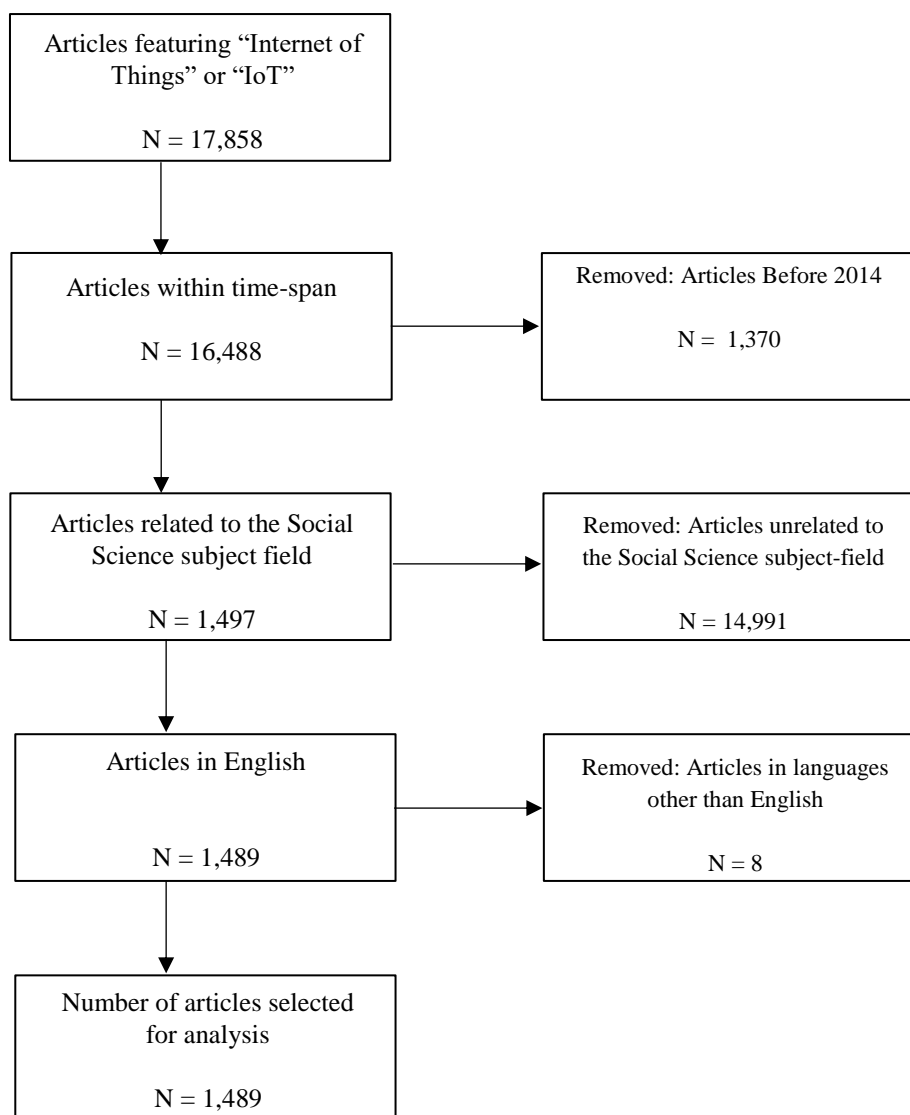 Articles featuring “Internet of
Things” or “IoT”
N = 17,858
Articles within time-span
N = 16,488
Removed: Articles Before 2014
N =  1,370
Articles related to the Social
Science subject field
N = 1,497
Removed: Articles unrelated to
the Social Science subject-field
N = 14,991
Articles in English
N = 1,489
Removed: Articles in languages
other than English
N = 8
Number of articles selected
for analysis
N = 1,489